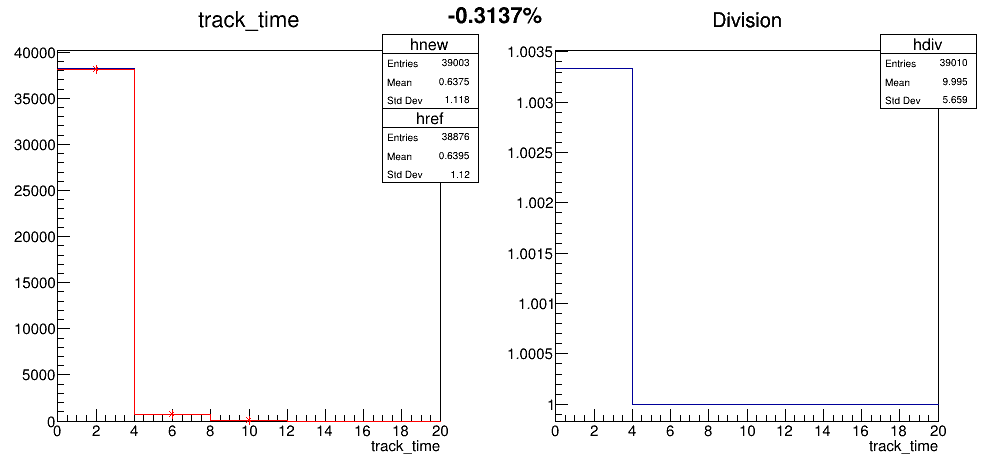 track_time
-0.3137%
Division
hnew
Entries 39003
Mean 0.6375
Std Dev 1.118
href
Entries 38876
Mean 0.6395
Std Dev 1.12
40000
35000
30000
25000
20000
15000
10000
5000
0
0 2 4 6 8 10 12 14 16 18 20
track_time
hdiv
Entries 39010
Mean 9.995
Std Dev 5.659
1.0035
1.003
1.0025
1.002
1.0015
1.001
1.0005
1
0 2 4 6 8 10 12 14 16 18 20
track_time